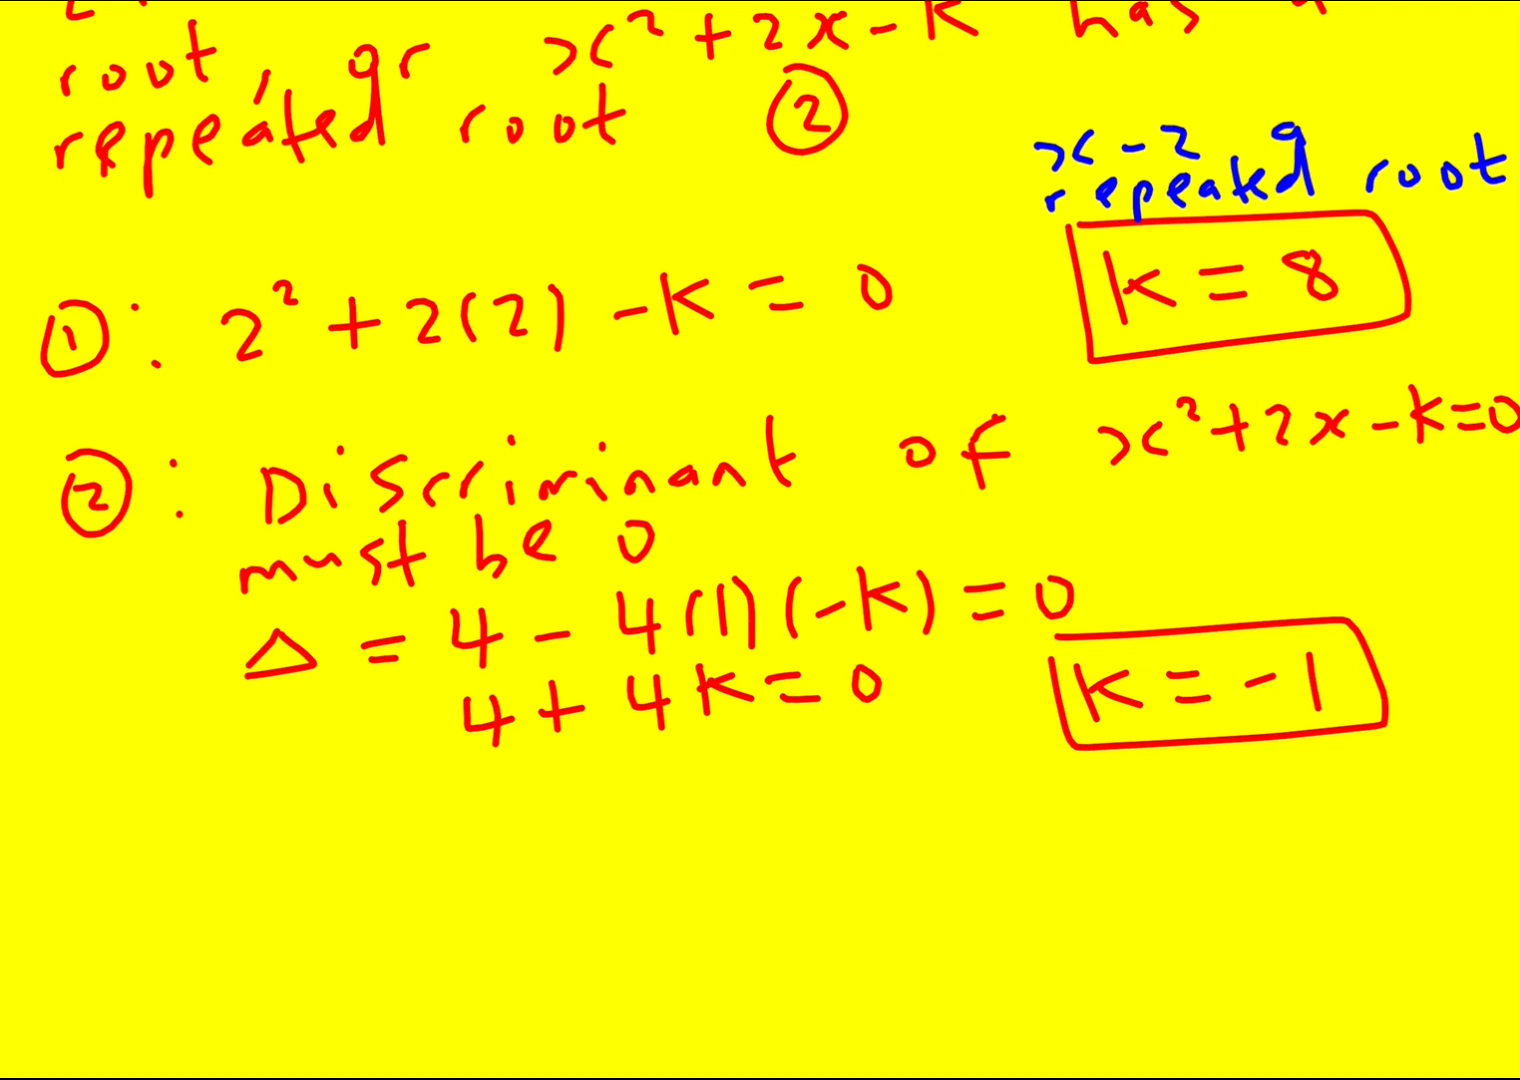 root, or x² + 2x - k has a
repeated root ②
x - 2 a
repeated root
①: 2² + 2(2) - k = 0
k = 8
②: Discriminant of x² + 2x - k = 0
must be 0
Δ = 4 - 4(1)(-k) = 0
4 + 4k = 0
k = -1